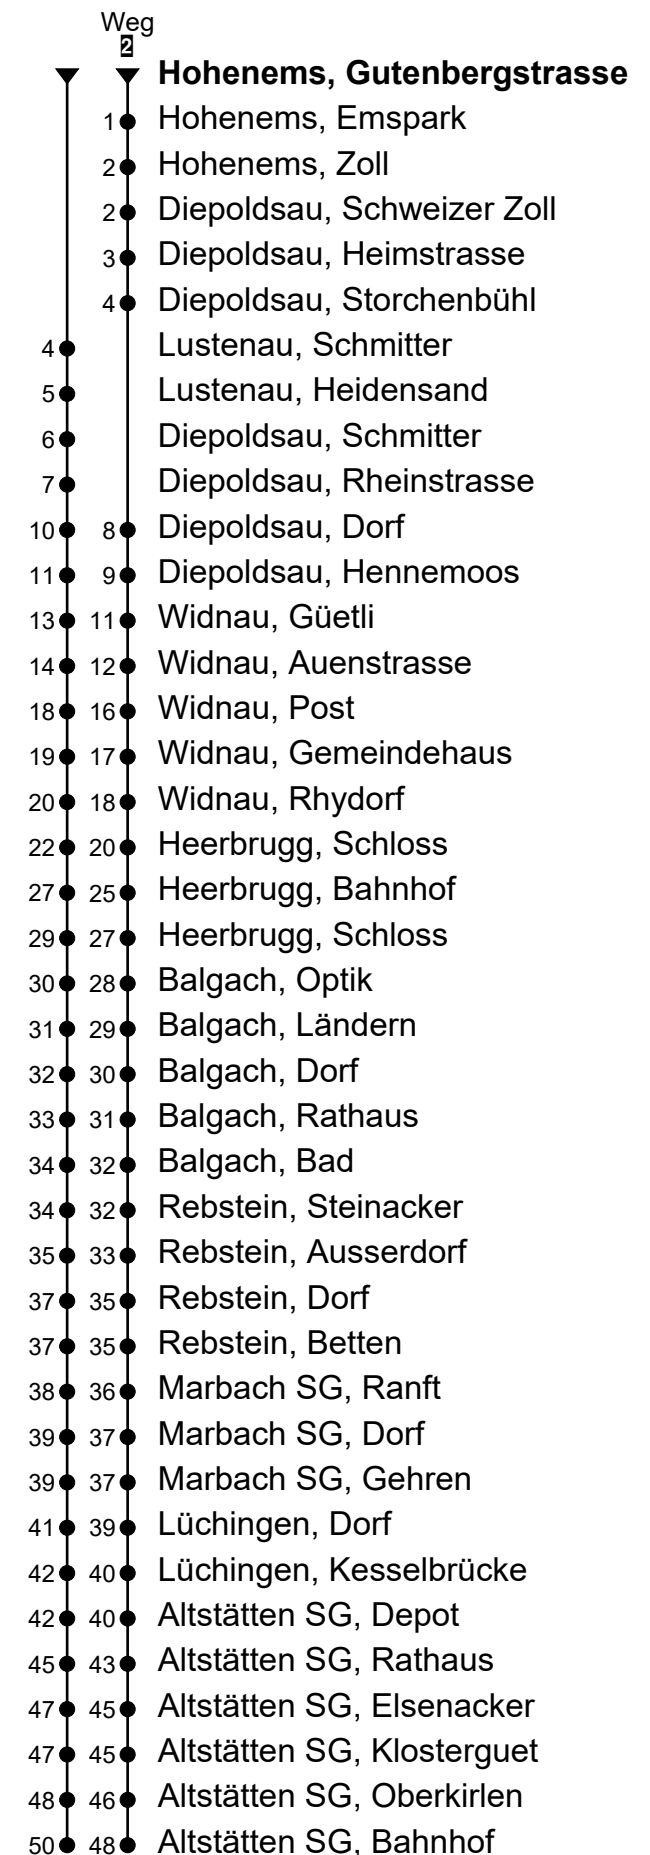 Weg
2
Hohenems, Gutenbergstrasse
1 Hohenems, Emspark
2 Hohenems, Zoll
2 Diepoldsau, Schweizer Zoll
3 Diepoldsau, Heimstrasse
4 Diepoldsau, Storchenbühl
4 Lustenau, Schmitter
5 Lustenau, Heidensand
6 Diepoldsau, Schmitter
7 Diepoldsau, Rheinstrasse
10 8 Diepoldsau, Dorf
11 9 Diepoldsau, Hennemoos
13 11 Widnau, Güetli
14 12 Widnau, Auenstrasse
18 16 Widnau, Post
19 17 Widnau, Gemeindehaus
20 18 Widnau, Rhydorf
22 20 Heerbrugg, Schloss
27 25 Heerbrugg, Bahnhof
29 27 Heerbrugg, Schloss
30 28 Balgach, Optik
31 29 Balgach, Ländern
32 30 Balgach, Dorf
33 31 Balgach, Rathaus
34 32 Balgach, Bad
34 32 Rebstein, Steinacker
35 33 Rebstein, Ausserdorf
37 35 Rebstein, Dorf
37 35 Rebstein, Betten
38 36 Marbach SG, Ranft
39 37 Marbach SG, Dorf
39 37 Marbach SG, Gehren
41 39 Lüchingen, Dorf
42 40 Lüchingen, Kesselbrücke
42 40 Altstätten SG, Depot
45 43 Altstätten SG, Rathaus
47 45 Altstätten SG, Elsenacker
47 45 Altstätten SG, Klosterguet
48 46 Altstätten SG, Oberkirlen
50 48 Altstätten SG, Bahnhof